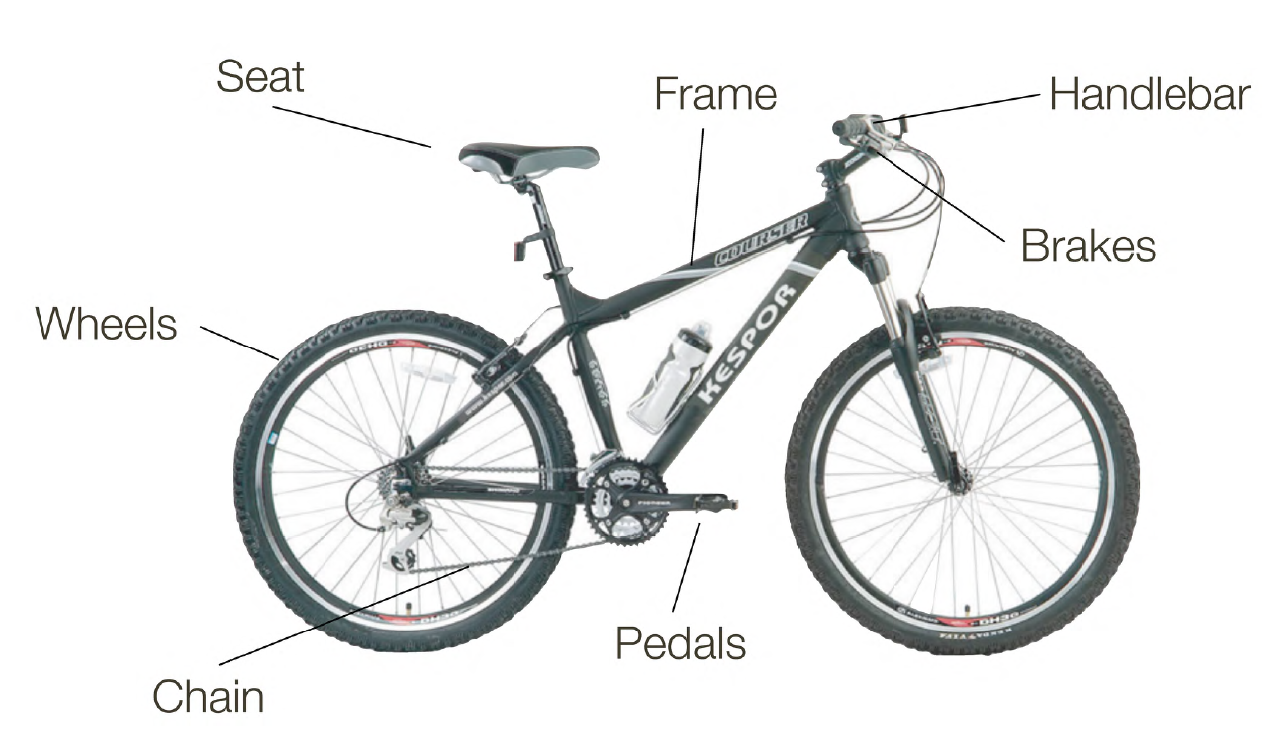 Seat
Frame
Handlebar
COURSER
Brakes
Wheels
KESPOR
Pedals
Chain